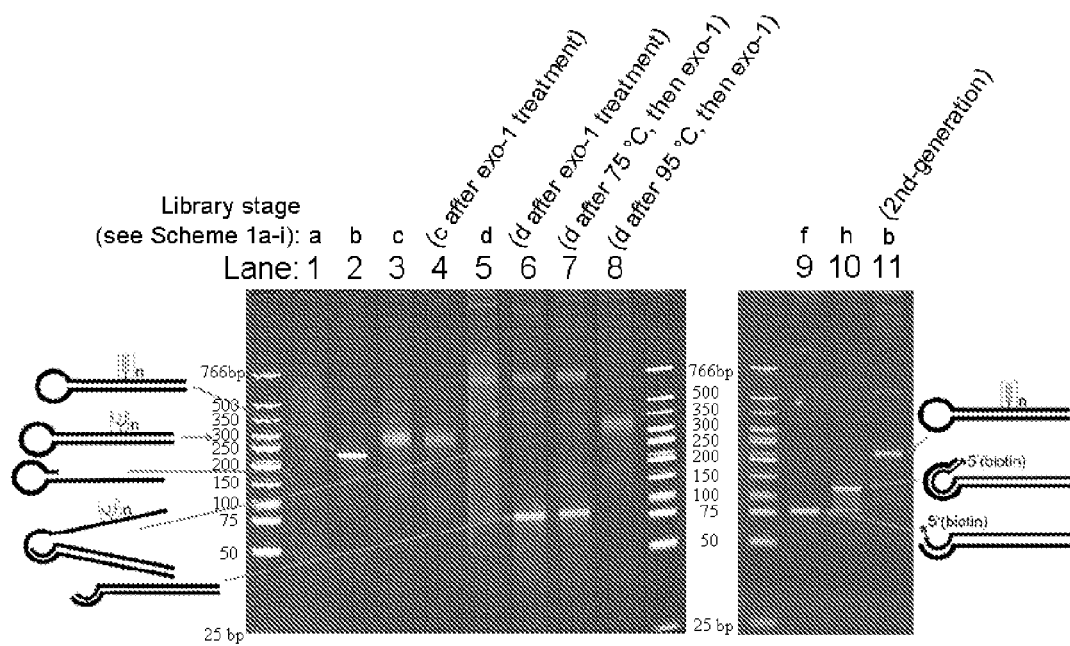 (c after exo-1 treatment)
(d after exo-1 treatment)
(d after 75 °C, then exo-1)
(d after 95 °C, then exo-1)
(2nd-generation)
Library stage
(see Scheme 1a-i): a b c d f h b
Lane: 1 2 3 4 5 6 7 8 9 10 11
766bp
500
350
300
250
200
150
100
75
50
25 bp
766bp
500
350
300
250
200
150
100
75
50
25 bp
n
n
n
n
5'(biotin)
5'(biotin)